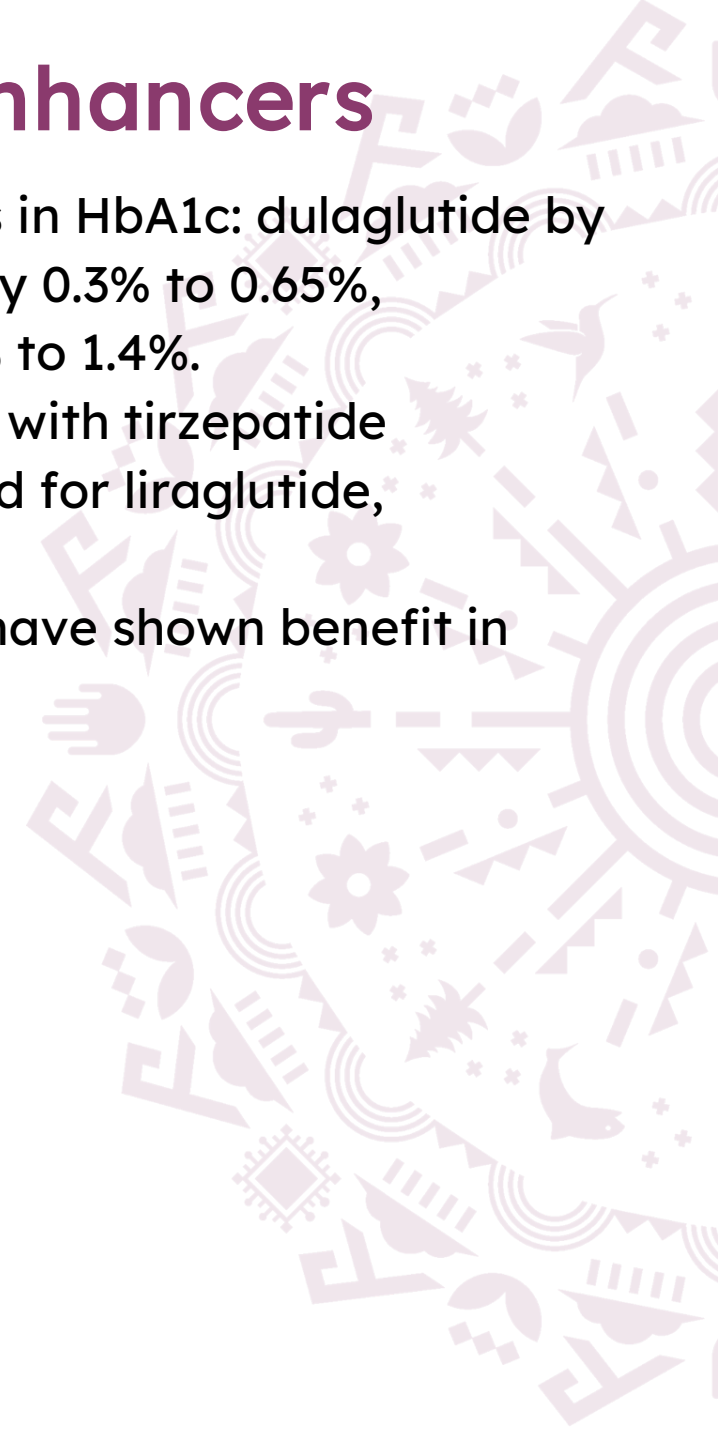 nhancers
s in HbA1c: dulaglutide by
y 0.3% to 0.65%,
to 1.4%.
with tirzepatide
d for liraglutide,
have shown benefit in